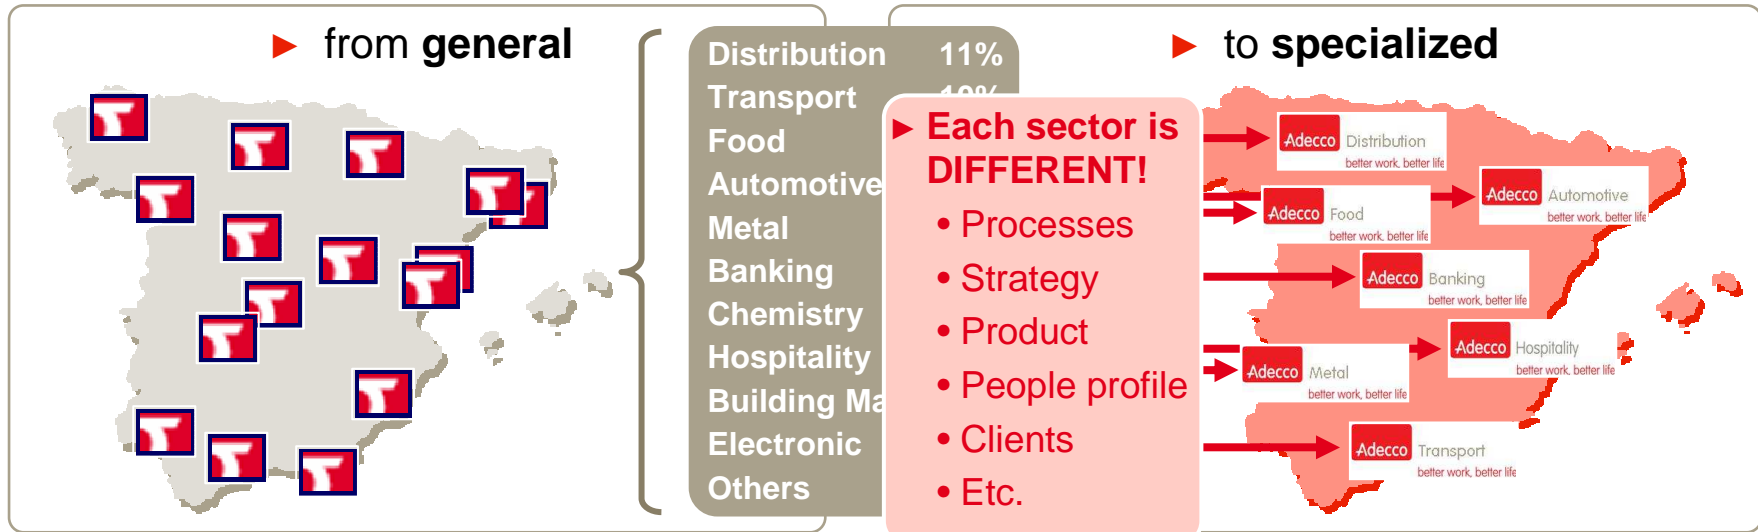 ► from general
Distribution 11%
Transport 10%
Food
Automotive
Metal
Banking
Chemistry
Hospitality
Building Ma
Electronic
Others
► Each sector is
DIFFERENT!
• Processes
• Strategy
• Product
• People profile
• Clients
• Etc.
► to specialized
Adecco Distribution
better work, better life
Adecco Automotive
better work, better life
Adecco Food
better work, better life
Adecco Banking
better work, better life
Adecco Hospitality
better work, better life
Adecco Metal
better work, better life
Adecco Transport
better work, better life